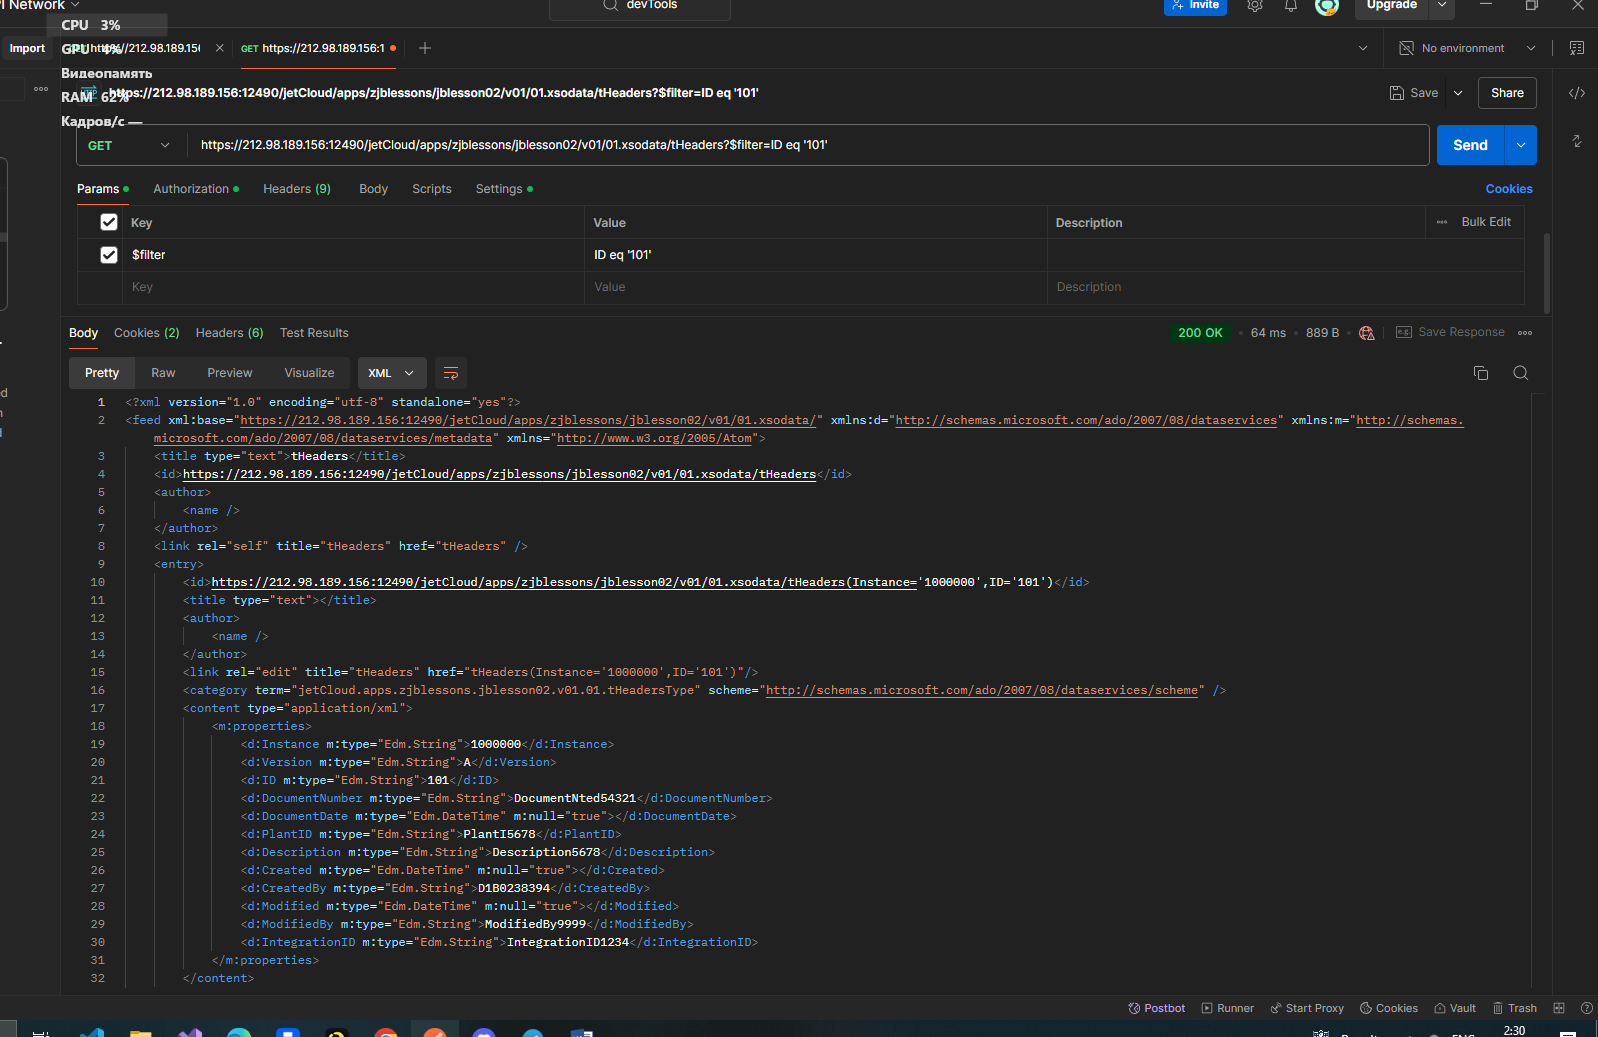 I Network
devTools
Invite
Upgrade
CPU 3%
Import
GPU 4%
GET https://212.98.189.156:1
No environment
Видеопамять
RAM 62%
https://212.98.189.156:12490/jetCloud/apps/zjblessons/jblesson02/v01/01.xsodata/tHeaders?$filter=ID eq '101'
Save
Share
Кадров/с —
GET
https://212.98.189.156:12490/jetCloud/apps/zjblessons/jblesson02/v01/01.xsodata/tHeaders?$filter=ID eq '101'
Send
Params
Authorization
Headers (9)
Body
Scripts
Settings
Cookies
Key
Value
Description
Bulk Edit
$filter
ID eq '101'
Key
Value
Description
Body
Cookies (2)
Headers (6)
Test Results
200 OK
64 ms
889 B
Save Response
Pretty
Raw
Preview
Visualize
XML
1 <?xml version="1.0" encoding="utf-8" standalone="yes"?>
2 <feed xml:base="https://212.98.189.156:12490/jetCloud/apps/zjblessons/jblesson02/v01/01.xsodata/" xmlns:d="http://schemas.microsoft.com/ado/2007/08/dataservices" xmlns:m="http://schemas.
microsoft.com/ado/2007/08/dataservices/metadata" xmlns="http://www.w3.org/2005/Atom">
3 <title type="text">tHeaders</title>
4 <id>https://212.98.189.156:12490/jetCloud/apps/zjblessons/jblesson02/v01/01.xsodata/tHeaders</id>
5 <author>
6 <name />
7 </author>
8 <link rel="self" title="tHeaders" href="tHeaders" />
9 <entry>
10 <id>https://212.98.189.156:12490/jetCloud/apps/zjblessons/jblesson02/v01/01.xsodata/tHeaders(Instance='1000000',ID='101')</id>
11 <title type="text"></title>
12 <author>
13 <name />
14 </author>
15 <link rel="edit" title="tHeaders" href="tHeaders(Instance='1000000',ID='101')"/>
16 <category term="jetCloud.apps.zjblessons.jblesson02.v01.01.tHeadersType" scheme="http://schemas.microsoft.com/ado/2007/08/dataservices/scheme" />
17 <content type="application/xml">
18 <m:properties>
19 <d:Instance m:type="Edm.String">1000000</d:Instance>
20 <d:Version m:type="Edm.String">A</d:Version>
21 <d:ID m:type="Edm.String">101</d:ID>
22 <d:DocumentNumber m:type="Edm.String">DocumentNted54321</d:DocumentNumber>
23 <d:DocumentDate m:type="Edm.DateTime" m:null="true"></d:DocumentDate>
24 <d:PlantID m:type="Edm.String">PlantI5678</d:PlantID>
25 <d:Description m:type="Edm.String">Description5678</d:Description>
26 <d:Created m:type="Edm.DateTime" m:null="true"></d:Created>
27 <d:CreatedBy m:type="Edm.String">D1B0238394</d:CreatedBy>
28 <d:Modified m:type="Edm.DateTime" m:null="true"></d:Modified>
29 <d:ModifiedBy m:type="Edm.String">ModifiedBy9999</d:ModifiedBy>
30 <d:IntegrationID m:type="Edm.String">IntegrationID1234</d:IntegrationID>
31 </m:properties>
32 </content>
Postbot
Runner
Start Proxy
Cookies
Vault
Trash
2:30